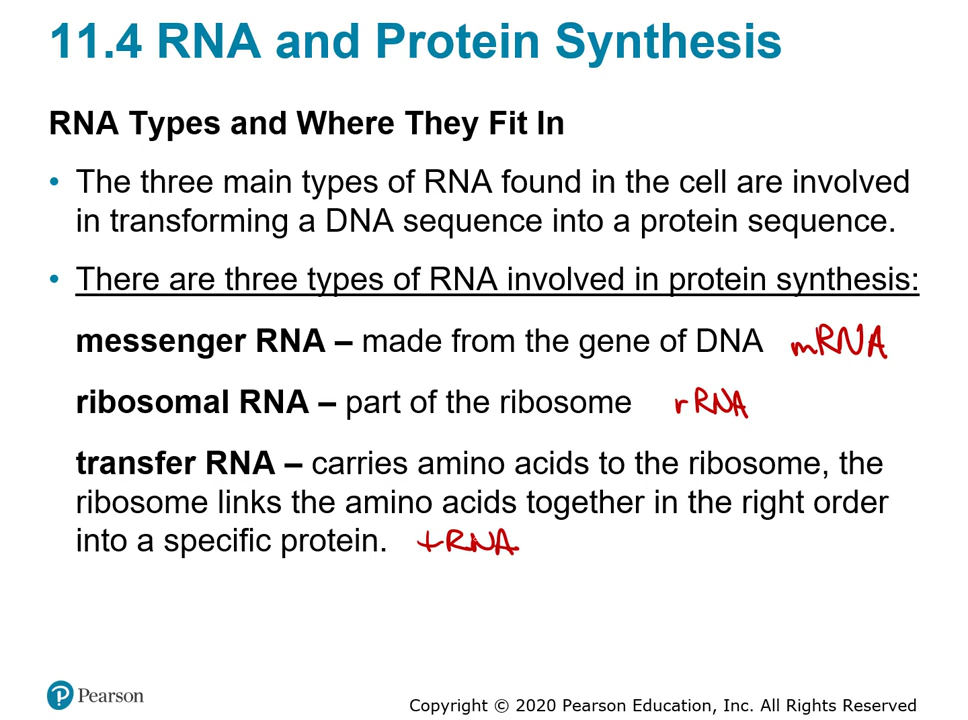 11.4 RNA and Protein Synthesis
RNA Types and Where They Fit In
• The three main types of RNA found in the cell are involved
in transforming a DNA sequence into a protein sequence.
• There are three types of RNA involved in protein synthesis:
messenger RNA – made from the gene of DNA mRNA
ribosomal RNA – part of the ribosome rRNA
transfer RNA – carries amino acids to the ribosome, the
ribosome links the amino acids together in the right order
into a specific protein. tRNA
P Pearson
Copyright © 2020 Pearson Education, Inc. All Rights Reserved